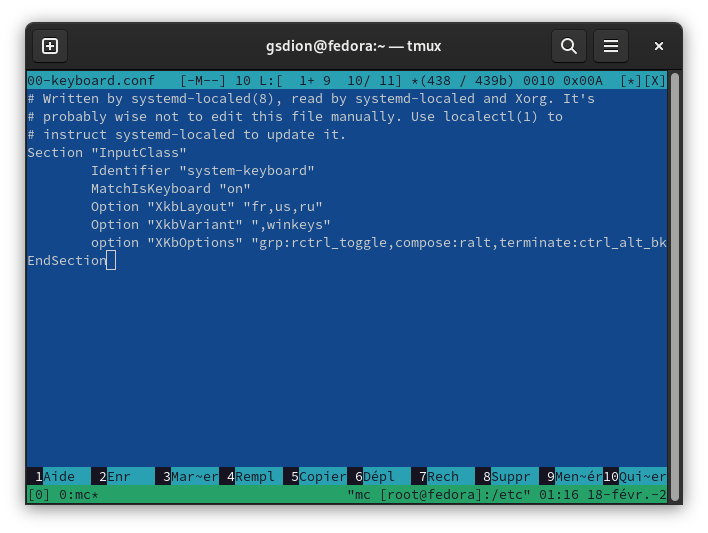 gsdion@fedora:~ — tmux
00-keyboard.conf   [-M--] 10 L:[  1+ 9  10/ 11] *(438 / 439b) 0010 0x00A  [*][X]
# Written by systemd-localed(8), read by systemd-localed and Xorg. It's
# probably wise not to edit this file manually. Use localectl(1) to
# instruct systemd-localed to update it.
Section "InputClass"
        Identifier "system-keyboard"
        MatchIsKeyboard "on"
        Option "XkbLayout" "fr,us,ru"
        Option "XkbVariant" ",winkeys"
        option "XKbOptions" "grp:rctrl_toggle,compose:ralt,terminate:ctrl_alt_bk
EndSection
 1Aide   2Enr    3Mar~er 4Rempl  5Copier 6Dépl   7Rech   8Suppr  9Men~ér10Qui~er
[0] 0:mc*                               "mc [root@fedora]:/etc" 01:16 18-févr.-2